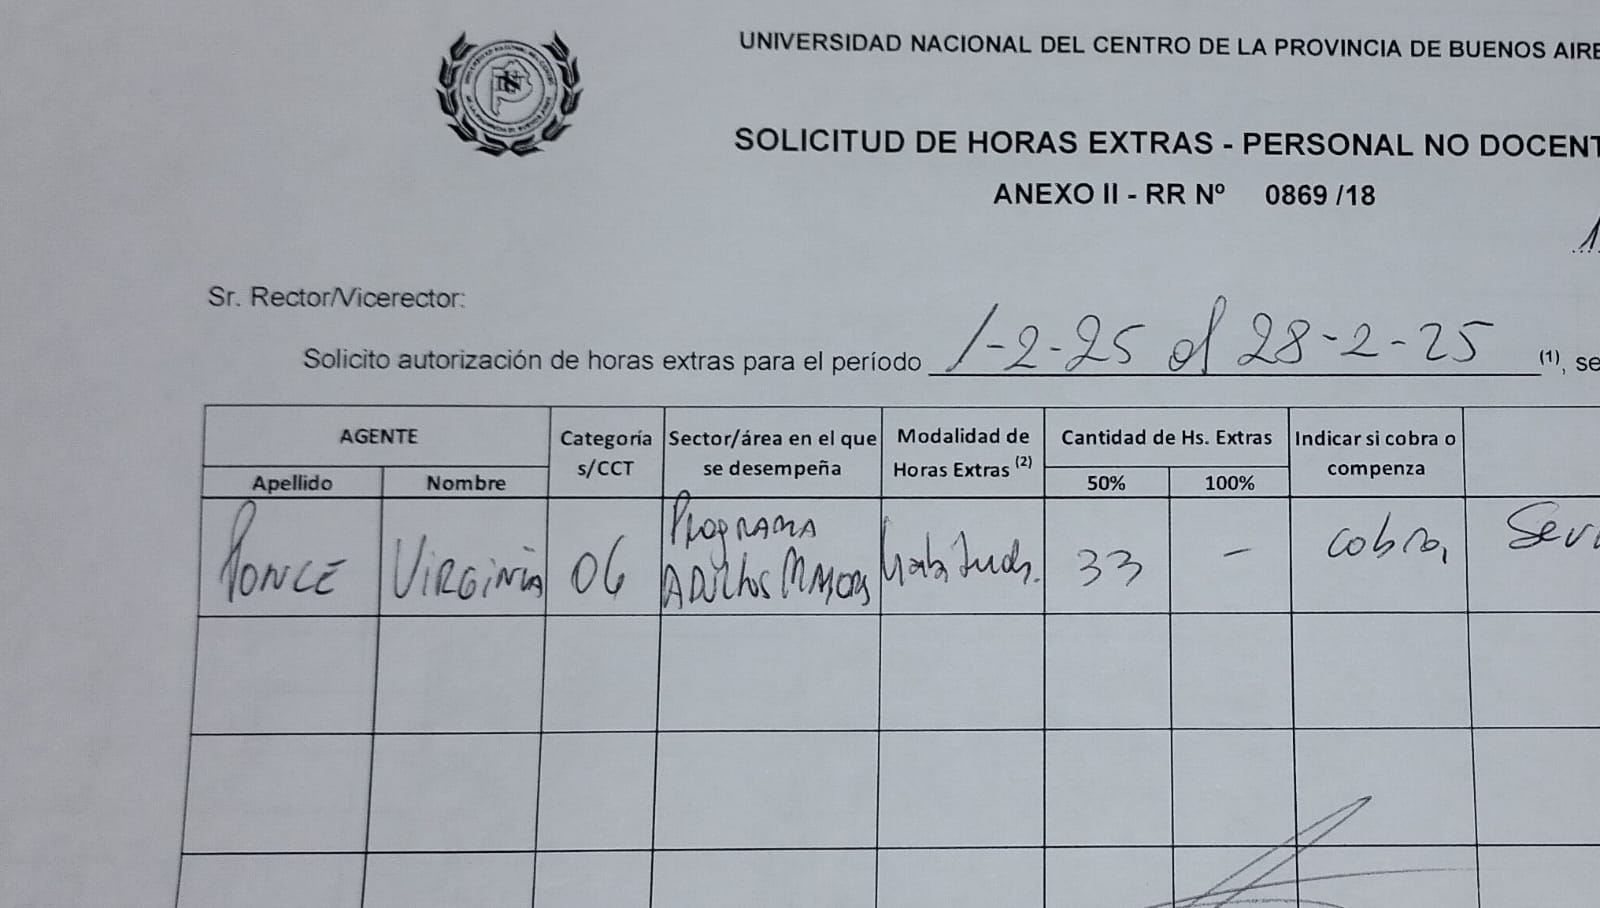 UNIVERSIDAD NACIONAL DEL CENTRO DE LA PROVINCIA DE BUENOS AIRE
SOLICITUD DE HORAS EXTRAS - PERSONAL NO DOCENT
ANEXO II - RR Nº 0869 /18
Sr. Rector/Vicerector:
Solicito autorización de horas extras para el período 1-2-25 al 28-2-25 (1), se
AGENTE
Categoría s/CCT
Sector/área en el que se desempeña
Modalidad de Horas Extras (2)
Cantidad de Hs. Extras
Indicar si cobra o compenza
Apellido Nombre 50% 100%
PONCE VIRGINIA 06 PROGRAMA ADULTOS MAYORES 33 - cobra